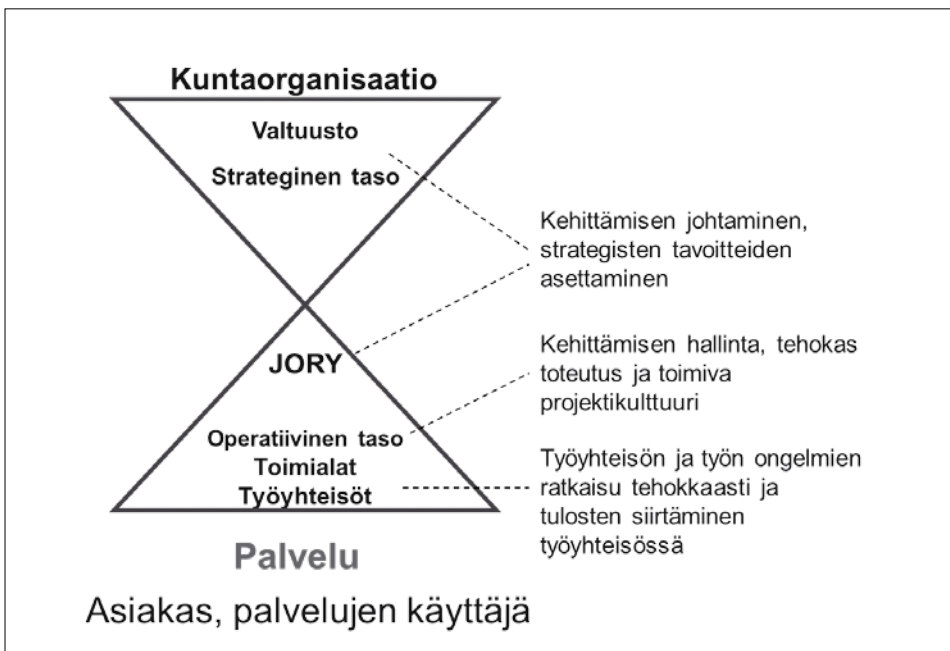 Kuntaorganisaatio
Valtuusto
Strateginen taso
Kehittämisen johtaminen,
strategisten tavoitteiden
asettaminen
JORY
Kehittämisen hallinta, tehokas
toteutus ja toimiva
projektikulttuuri
Operatiivinen taso
Toimialat
Työyhteisöt
Työyhteisön ja työn ongelmien
ratkaisu tehokkaasti ja
tulosten siirtäminen
työyhteisössä
Palvelu
Asiakas, palvelujen käyttäjä